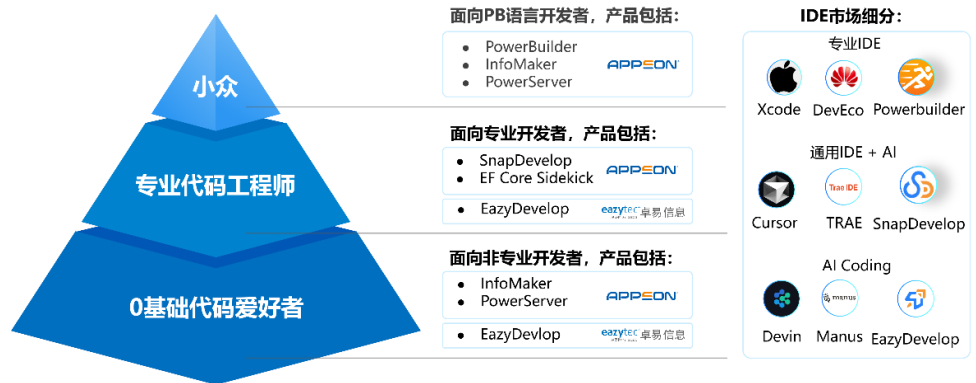 小众
专业代码工程师
0基础代码爱好者
面向PB语言开发者，产品包括：
• PowerBuilder
• InfoMaker
• PowerServer
APPEON
面向专业开发者，产品包括：
• SnapDevelop
• EF Core Sidekick
APPEON
• EazyDevelop
eazytec 卓易信息
面向非专业开发者，产品包括：
• InfoMaker
• PowerServer
APPEON
• EazyDevlop
eazytec 卓易信息
IDE市场细分：
专业IDE
Xcode DevEco Powerbuilder
通用IDE + AI
Trae IDE
Cursor TRAE SnapDevelop
AI Coding
manus
Devin Manus EazyDevelop